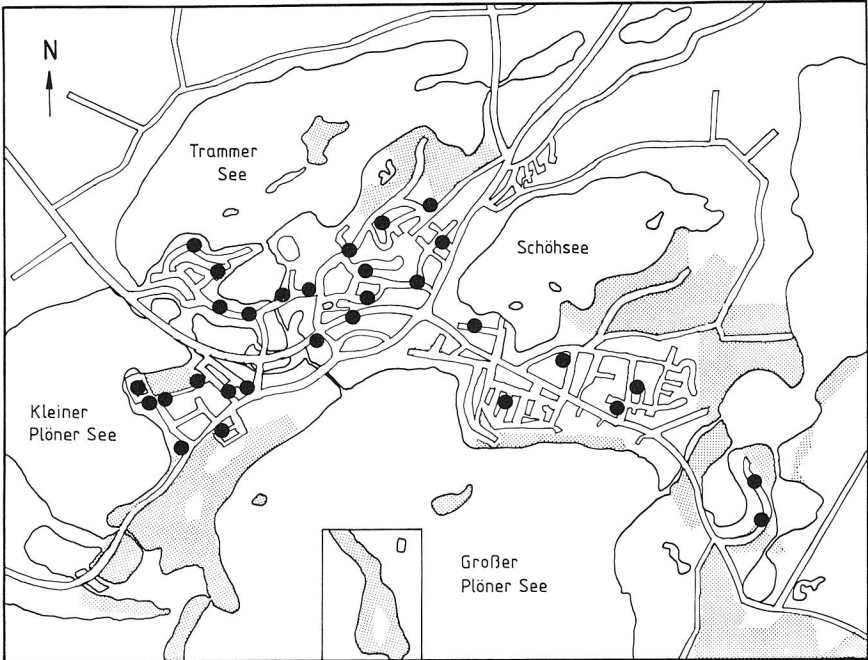 N
Trammer
See
Schöhsee
Kleiner
Plöner See
Großer
Plöner See